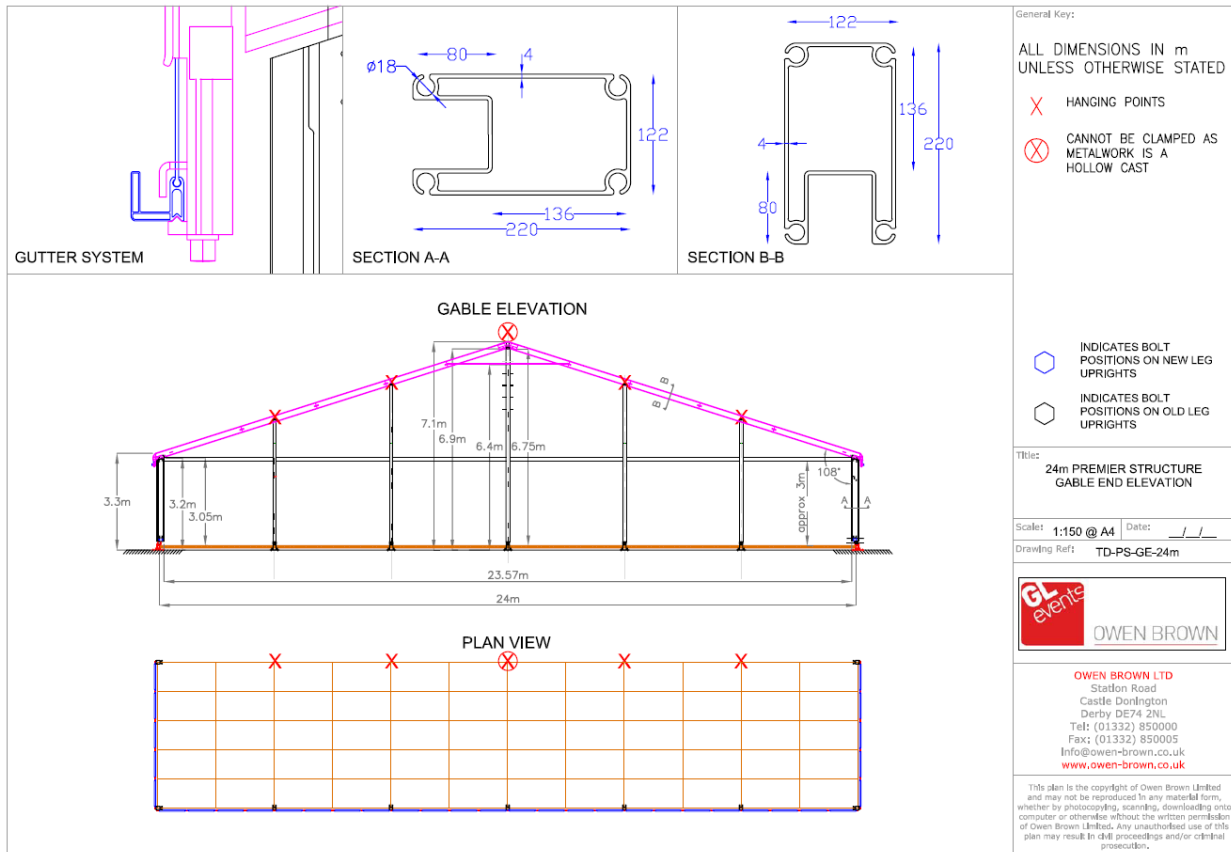 GUTTER SYSTEM
80
4
ø18
122
136
220
SECTION A-A
122
136
220
4
80
SECTION B-B
General Key:
ALL DIMENSIONS IN m
UNLESS OTHERWISE STATED
X HANGING POINTS
X CANNOT BE CLAMPED AS
METALWORK IS A
HOLLOW CAST
INDICATES BOLT
POSITIONS ON NEW LEG
UPRIGHTS
INDICATES BOLT
POSITIONS ON OLD LEG
UPRIGHTS
GABLE ELEVATION
X
X X
X X
B
B
7.1m
6.9m
6.4m
6.75m
108°
3.3m
3.2m
3.05m
approx 3m
A A
23.57m
24m
PLAN VIEW
X X X X X
Title:
24m PREMIER STRUCTURE
GABLE END ELEVATION
Scale: 1:150 @ A4 Date: __/__/__
Drawing Ref: TD-PS-GE-24m
GL
events
OWEN BROWN
OWEN BROWN LTD
Station Road
Castle Donington
Derby DE74 2NL
Tel: (01332) 850000
Fax: (01332) 850005
info@owen-brown.co.uk
www.owen-brown.co.uk
This plan is the copyright of Owen Brown Limited
and may not be reproduced in any material form,
whether by photocopying, scanning, downloading onto
computer or otherwise without the written permission
of Owen Brown Limited. Any unauthorised use of this
plan may result in civil proceedings and/or criminal
prosecution.